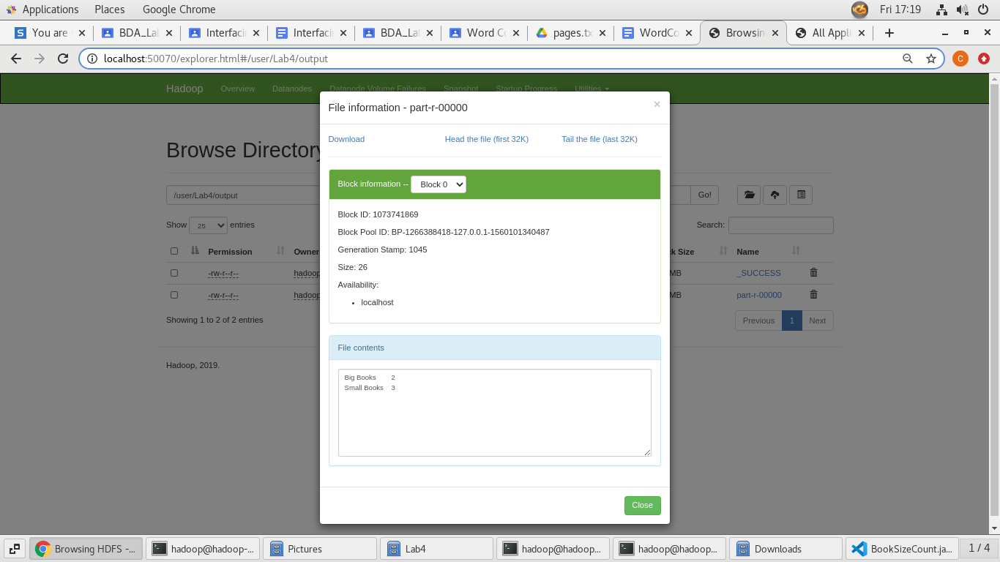 Applications Places Google Chrome Fri 17:19
You are BDA_Lab Interfacin Interfacin BDA_Lab Word Co pages.tx WordCo Browsin All Appli
localhost:50070/explorer.html#/user/Lab4/output C
Hadoop Overview Datanodes Datanode Volume Failures Snapshot Startup Progress Utilities
File information - part-r-00000 ×
Download Head the file (first 32K) Tail the file (last 32K)
Browse Directory
Block information -- Block 0
/user/Lab4/output Go!
Block ID: 1073741869
Show 25 entries Search:
Block Pool ID: BP-1266388418-127.0.0.1-1560101340487
Generation Stamp: 1045
Permission Owner Size Name
Size: 26
-rw-r--r-- hadoop MB _SUCCESS
Availability:
-rw-r--r-- hadoop MB part-r-00000
• localhost
Showing 1 to 2 of 2 entries Previous 1 Next
File contents
Hadoop, 2019.
Big Books 2
Small Books 3
Close
Browsing HDFS -... hadoop@hadoop-... Pictures Lab4 hadoop@hadoop... hadoop@hadoop... Downloads BookSizeCount.ja... 1 / 4